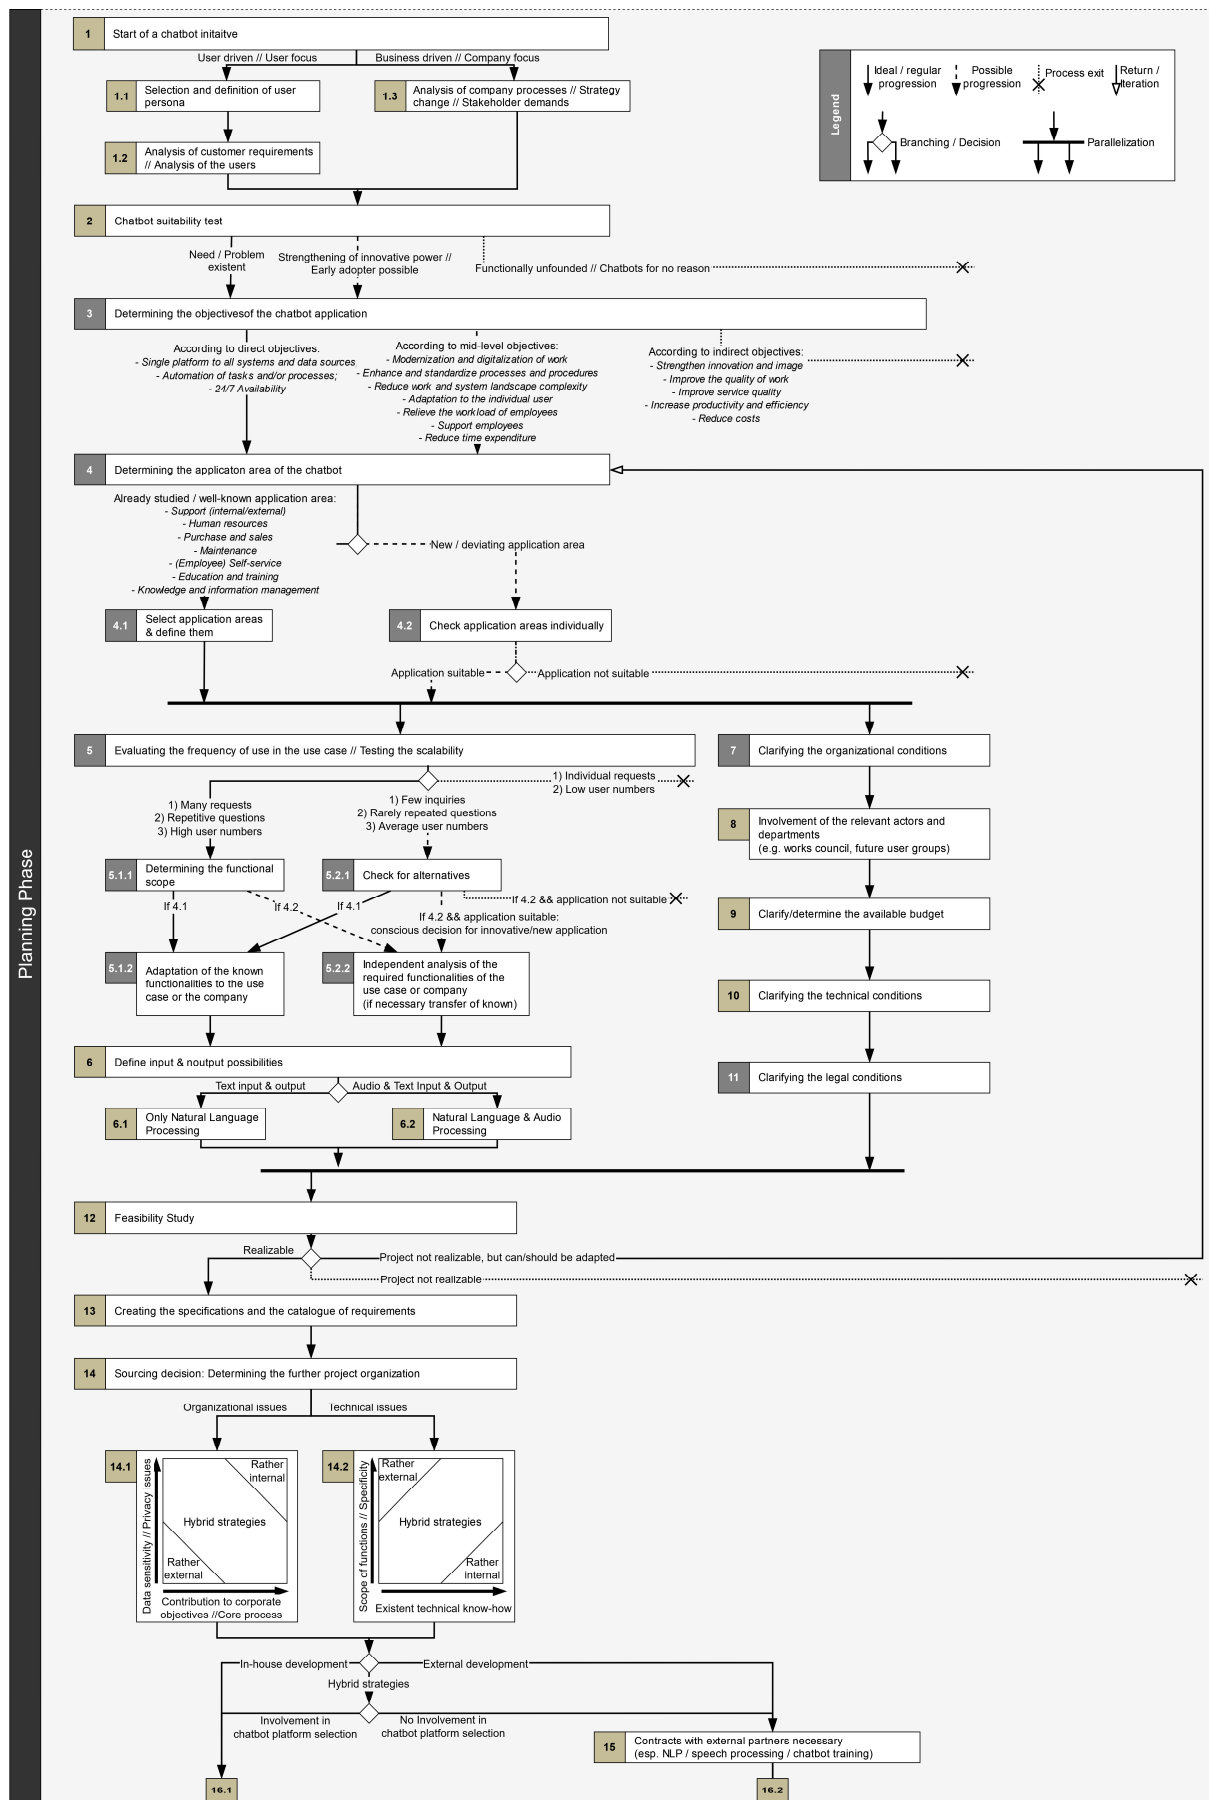 Planning Phase
1
Start of a chatbot initaitve
User driven // User focus
Business driven // Company focus
1.1
Selection and definition of user
persona
1.3
Analysis of company processes // Strategy
change // Stakeholder demands
1.2
Analysis of customer requirements
// Analysis of the users
Legend
Ideal / regular
progression
Possible
progression
Process exit
Return /
Iteration
Branching / Decision
Parallelization
2
Chatbot suitability test
Need / Problem
existent
Strengthening of innovative power //
Early adopter possible
Functionally unfounded // Chatbots for no reason
3
Determining the objectivesof the chatbot application
According to direct objectives:
- Single platform to all systems and data sources
- Automation of tasks and/or processes;
- 24/7 Availability
According to mid-level objectives:
- Modernization and digitalization of work
- Enhance and standardize processes and procedures
- Reduce work and system landscape complexity
- Adaptation to the individual user
- Relieve the workload of employees
- Support employees
- Reduce time expenditure
According to indirect objectives:
- Strengthen innovation and image
- Improve the quality of work
- Improve service quality
- Increase productivity and efficiency
- Reduce costs
4
Determining the applicaton area of the chatbot
Already studied / well-known application area:
- Support (internal/external)
- Human resources
- Purchase and sales
- Maintenance
- (Employee) Self-service
- Education and training
- Knowledge and information management
New / deviating application area
4.1
Select application areas
& define them
4.2
Check application areas individually
Application suitable
Application not suitable
5
Evaluating the frequency of use in the use case // Testing the scalability
1) Individual requests
2) Low user numbers
1) Many requests
2) Repetitive questions
3) High user numbers
1) Few inquiries
2) Rarely repeated questions
3) Average user numbers
5.1.1
Determining the functional
scope
5.2.1
Check for alternatives
If 4.1
If 4.2
If 4.1
If 4.2 && application not suitable
If 4.2 && application suitable:
conscious decision for innovative/new application
5.1.2
Adaptation of the known
functionalities to the use
case or the company
5.2.2
Independent analysis of the
required functionalities of the
use case or company
(if necessary transfer of known)
6
Define input & noutput possibilities
Text input & output
Audio & Text Input & Output
6.1
Only Natural Language
Processing
6.2
Natural Language & Audio
Processing
7
Clarifying the organizational conditions
8
Involvement of the relevant actors and
departments
(e.g. works council, future user groups)
9
Clarify/determine the available budget
10
Clarifying the technical conditions
11
Clarifying the legal conditions
12
Feasibility Study
Realizable
Project not realizable, but can/should be adapted
Project not realizable
13
Creating the specifications and the catalogue of requirements
14
Sourcing decision: Determining the further project organization
Organizational issues
Technical issues
14.1
Data sensitivity // Privacy issues
Rather
internal
Hybrid strategies
Rather
external
Contribution to corporate
objectives //Core process
14.2
Scope of functions // Specificity
Rather
external
Hybrid strategies
Rather
internal
Existent technical know-how
In-house development
External development
Hybrid strategies
Involvement in
chatbot platform selection
No Involvement in
chatbot platform selection
15
Contracts with external partners necessary
(esp. NLP / speech processing / chatbot training)
16.1
16.2